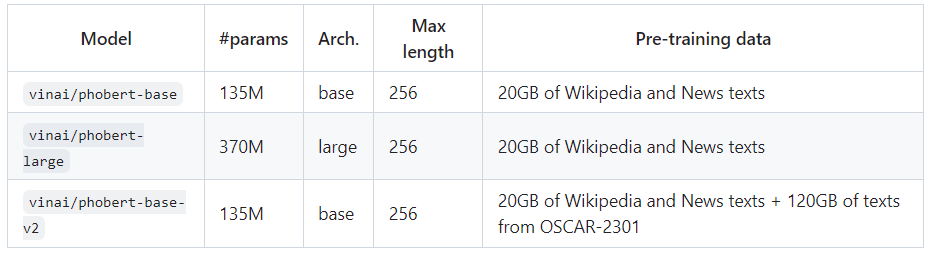 Model #params Arch. Max length Pre-training data
vinai/phobert-base 135M base 256 20GB of Wikipedia and News texts
vinai/phobert-large 370M large 256 20GB of Wikipedia and News texts
vinai/phobert-base-v2 135M base 256 20GB of Wikipedia and News texts + 120GB of texts from OSCAR-2301